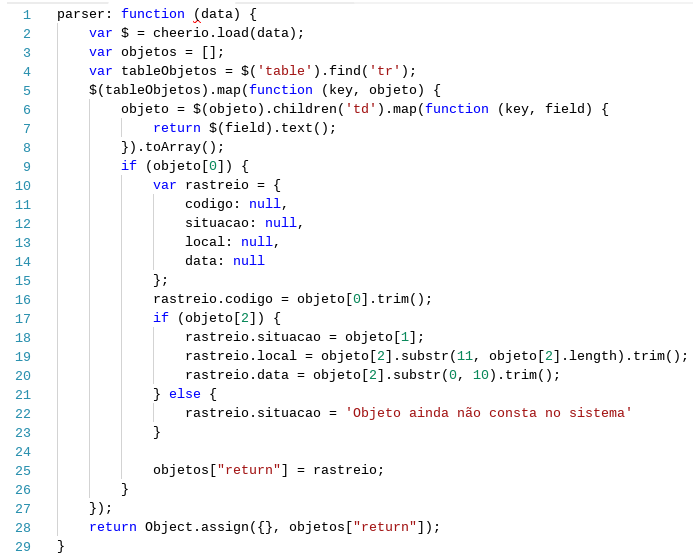 1 parser: function (data) {
2 var $ = cheerio.load(data);
3 var objetos = [];
4 var tableObjetos = $('table').find('tr');
5 $(tableObjetos).map(function (key, objeto) {
6 objeto = $(objeto).children('td').map(function (key, field) {
7 return $(field).text();
8 }).toArray();
9 if (objeto[0]) {
10 var rastreio = {
11 codigo: null,
12 situacao: null,
13 local: null,
14 data: null
15 };
16 rastreio.codigo = objeto[0].trim();
17 if (objeto[2]) {
18 rastreio.situacao = objeto[1];
19 rastreio.local = objeto[2].substr(11, objeto[2].length).trim();
20 rastreio.data = objeto[2].substr(0, 10).trim();
21 } else {
22 rastreio.situacao = 'Objeto ainda não consta no sistema'
23 }
24
25 objetos["return"] = rastreio;
26 }
27 });
28 return Object.assign({}, objetos["return"]);
29 }